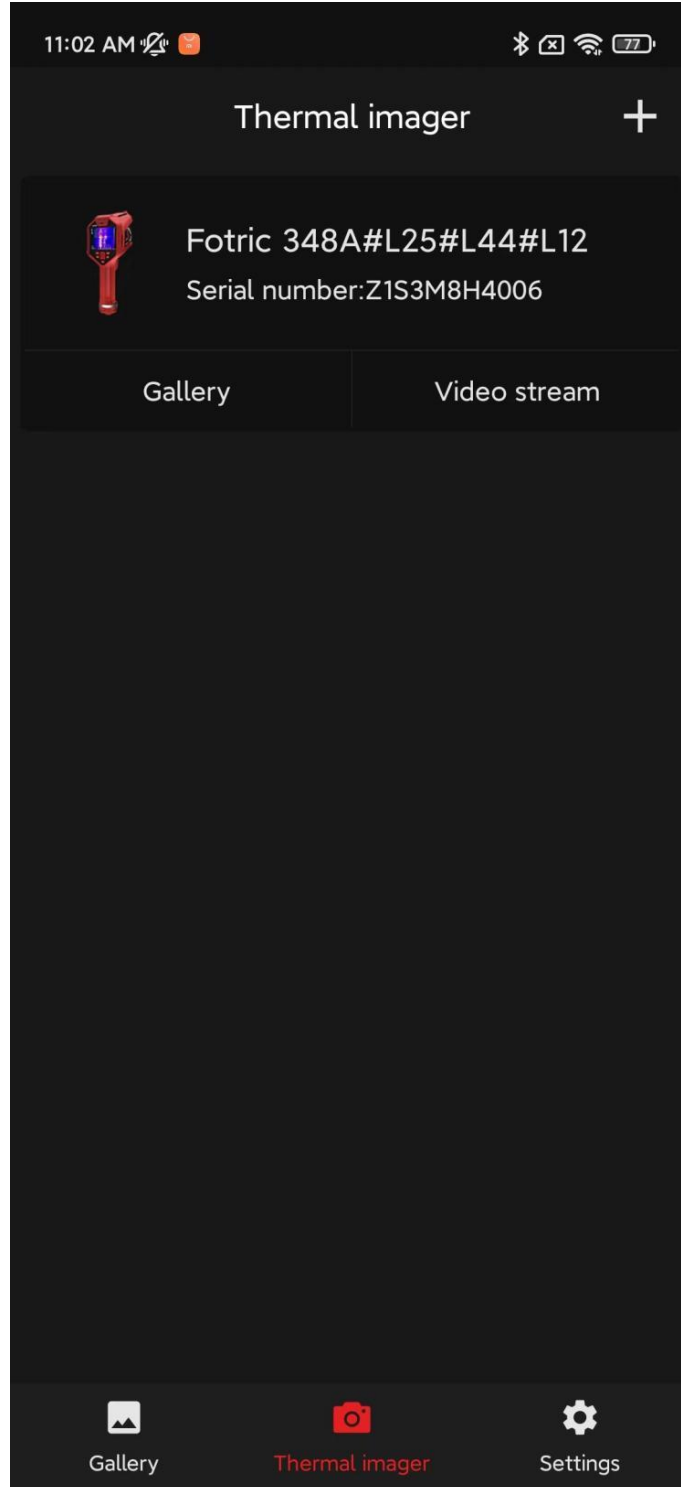 11:02 AM 77
Thermal imager
Fotric 348A#L25#L44#L12
Serial number:Z1S3M8H4006
Gallery Video stream
Gallery Thermal imager Settings